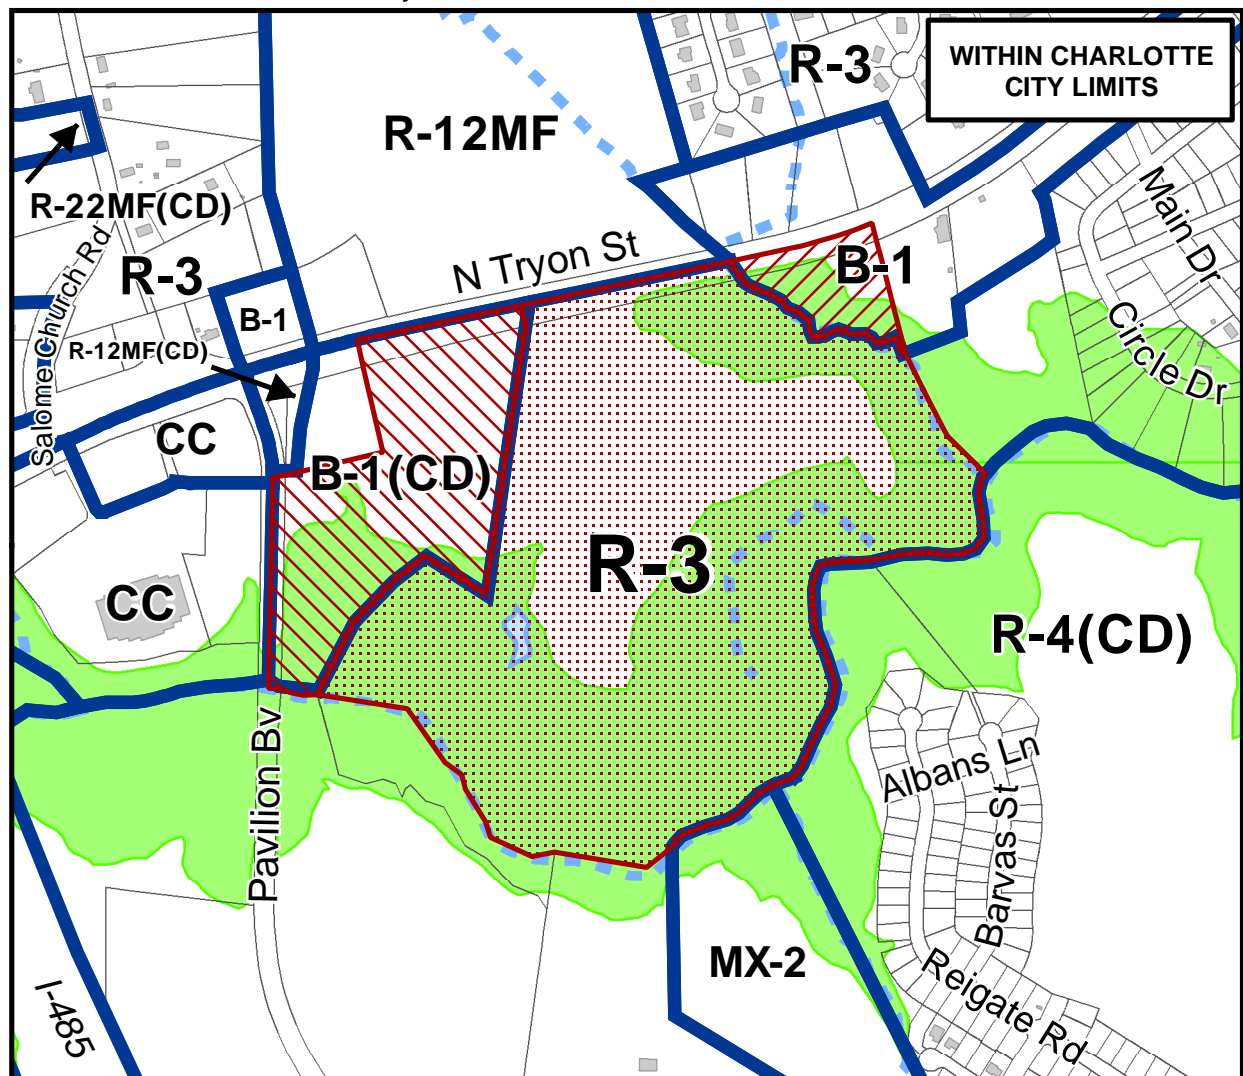 WITHIN CHARLOTTE
CITY LIMITS
R-3
R-12MF
R-22MF(CD)
Main Dr
N Tryon St
B-1
R-3
Salome Church Rd
B-1
R-12MF(CD)
Circle Dr
CC
B-1(CD)
R-3
CC
R-4(CD)
Pavilion Bv
Albans Ln
Barvas St
MX-2
Reigate Rd
I-485